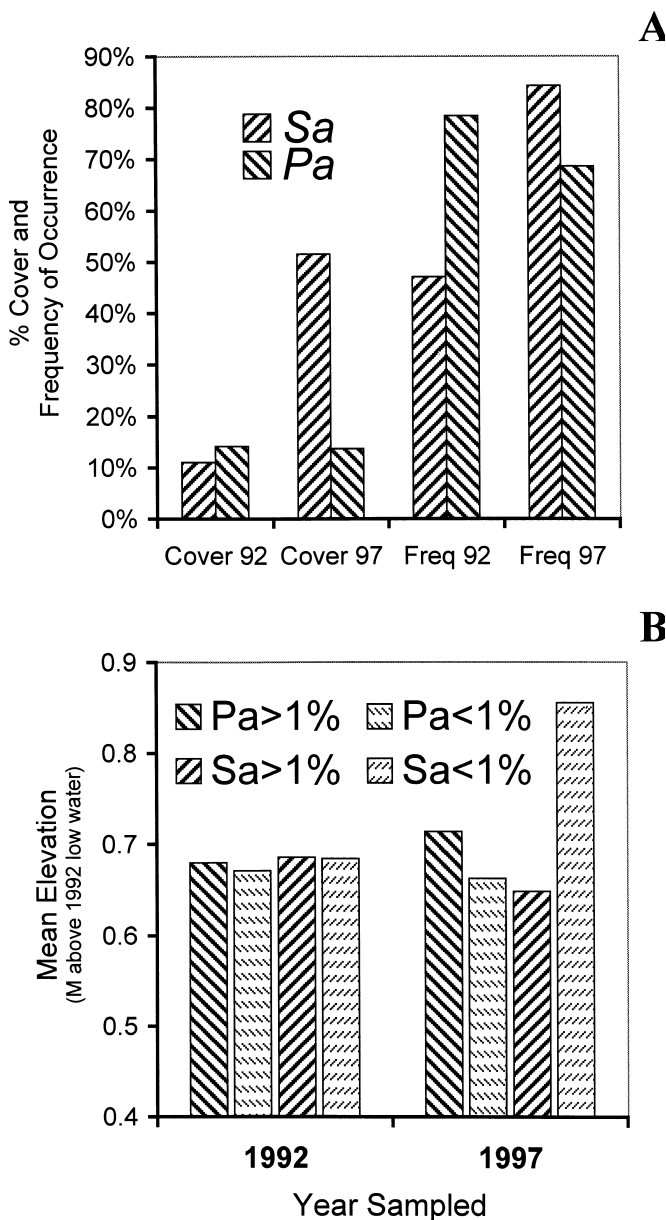 A
90%
80%
70%
60%
50%
40%
30%
20%
10%
0%
% Cover and
Frequency of Occurrence
Sa
Pa
Cover 92 Cover 97 Freq 92 Freq 97
B
0.9
0.8
0.7
0.6
0.5
0.4
Mean Elevation
(M above 1992 low water)
Pa>1% Pa<1%
Sa>1% Sa<1%
1992 1997
Year Sampled